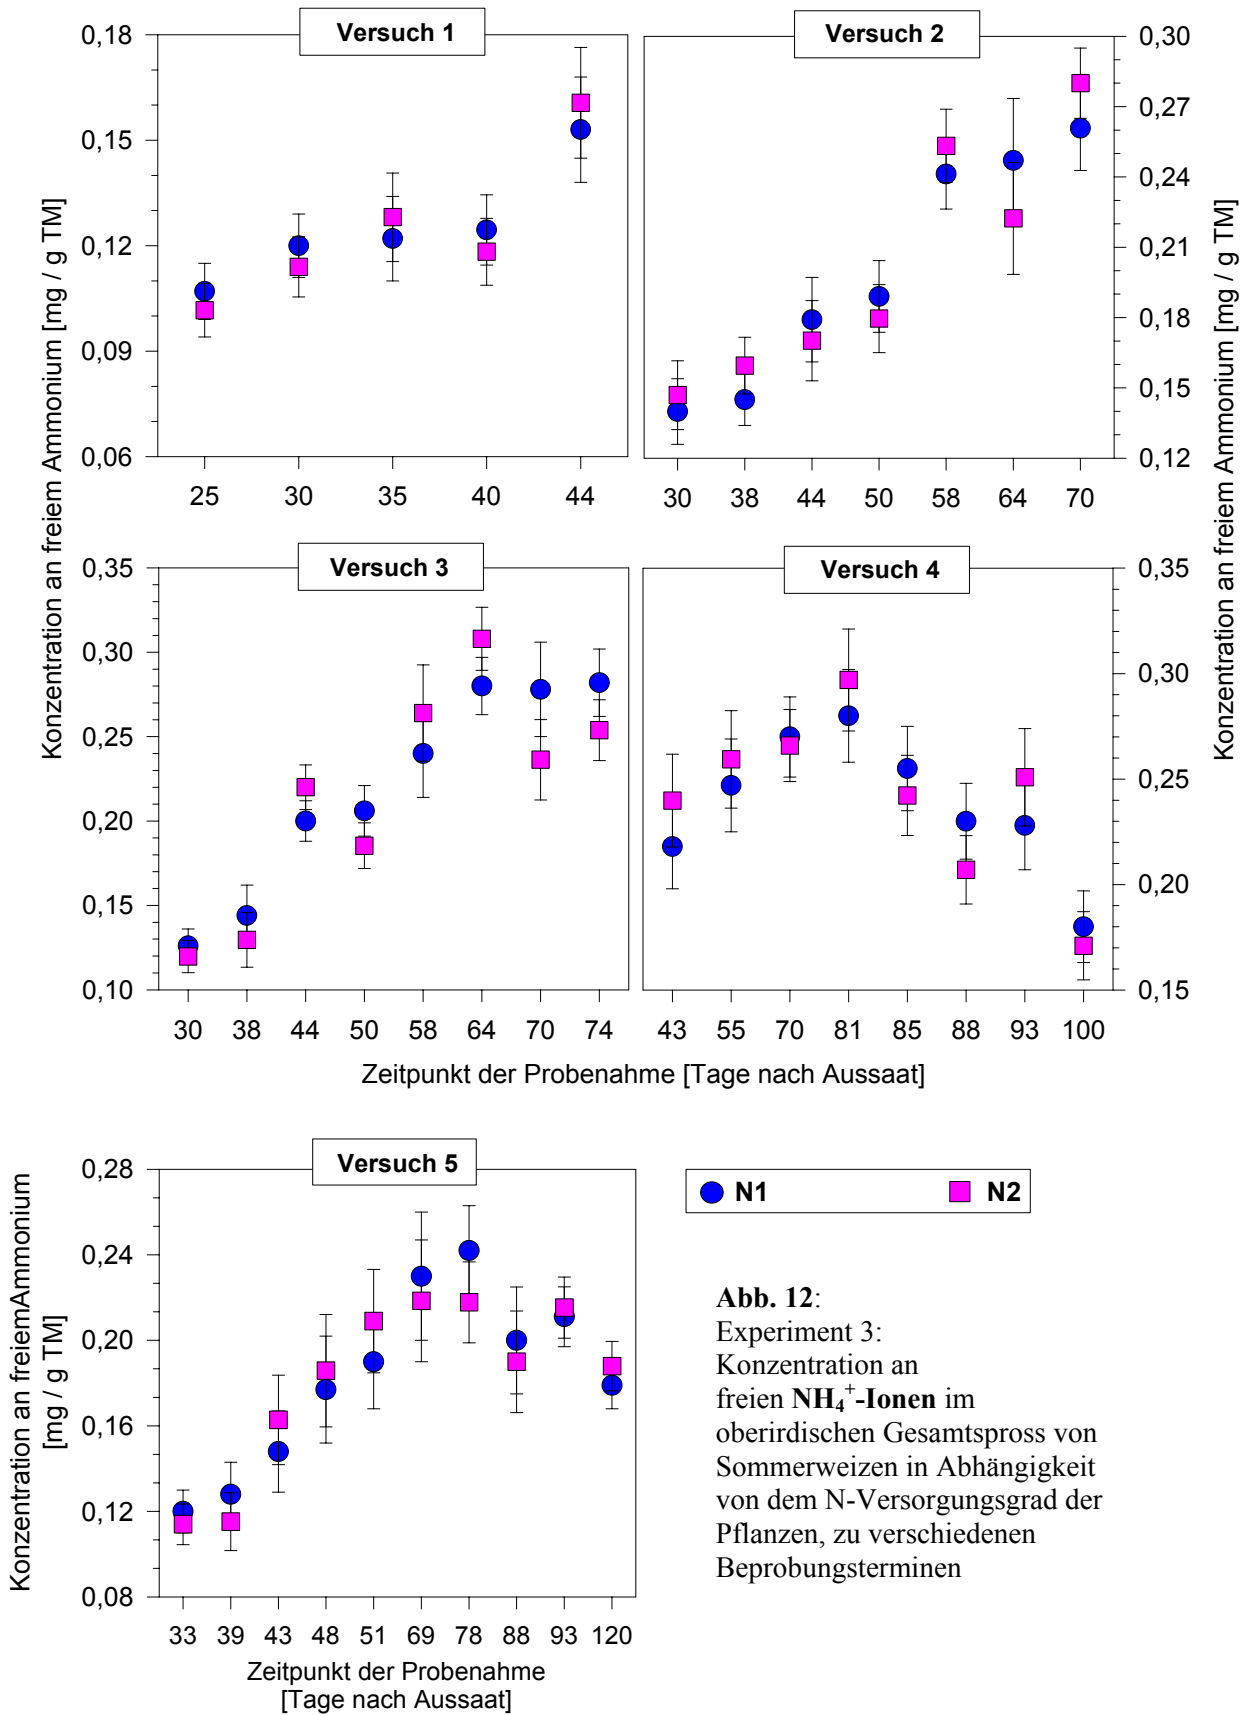 Versuch 1
0,18
0,15
0,12
0,09
0,06
25 30 35 40 44
Konzentration an freiem Ammonium [mg / g TM]
Versuch 2
0,30
0,27
0,24
0,21
0,18
0,15
0,12
30 38 44 50 58 64 70
Konzentration an freiem Ammonium [mg / g TM]
Versuch 3
0,35
0,30
0,25
0,20
0,15
0,10
30 38 44 50 58 64 70 74
Versuch 4
0,35
0,30
0,25
0,20
0,15
43 55 70 81 85 88 93 100
Zeitpunkt der Probenahme [Tage nach Aussaat]
Versuch 5
0,28
0,24
0,20
0,16
0,12
0,08
33 39 43 48 51 69 78 88 93 120
Konzentration an freiemAmmonium
[mg / g TM]
Zeitpunkt der Probenahme
[Tage nach Aussaat]
N1 N2
Abb. 12:
Experiment 3:
Konzentration an
freien NH₄⁺-Ionen im
oberirdischen Gesamtspross von
Sommerweizen in Abhängigkeit
von dem N-Versorgungsgrad der
Pflanzen, zu verschiedenen
Beprobungsterminen